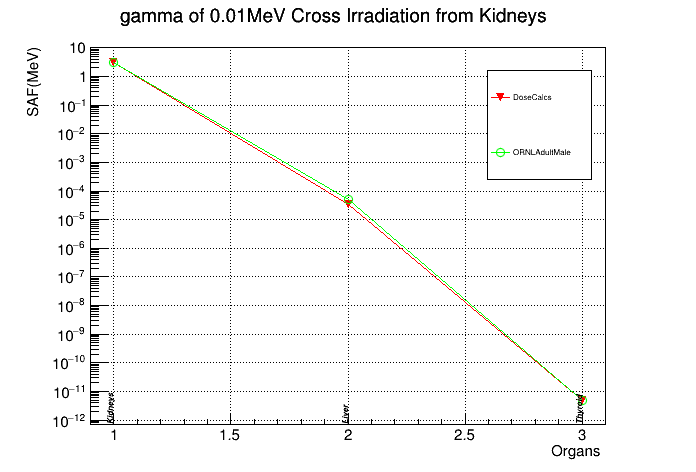 gamma of 0.01MeV Cross Irradiation from Kidneys
SAF(MeV)
10
1
10⁻¹
10⁻²
10⁻³
10⁻⁴
10⁻⁵
10⁻⁶
10⁻⁷
10⁻⁸
10⁻⁹
10⁻¹⁰
10⁻¹¹
10⁻¹²
DoseCalcs
ORNLAdultMale
Kidneys
Liver
Thyroid
1
1.5
2
2.5
3
Organs